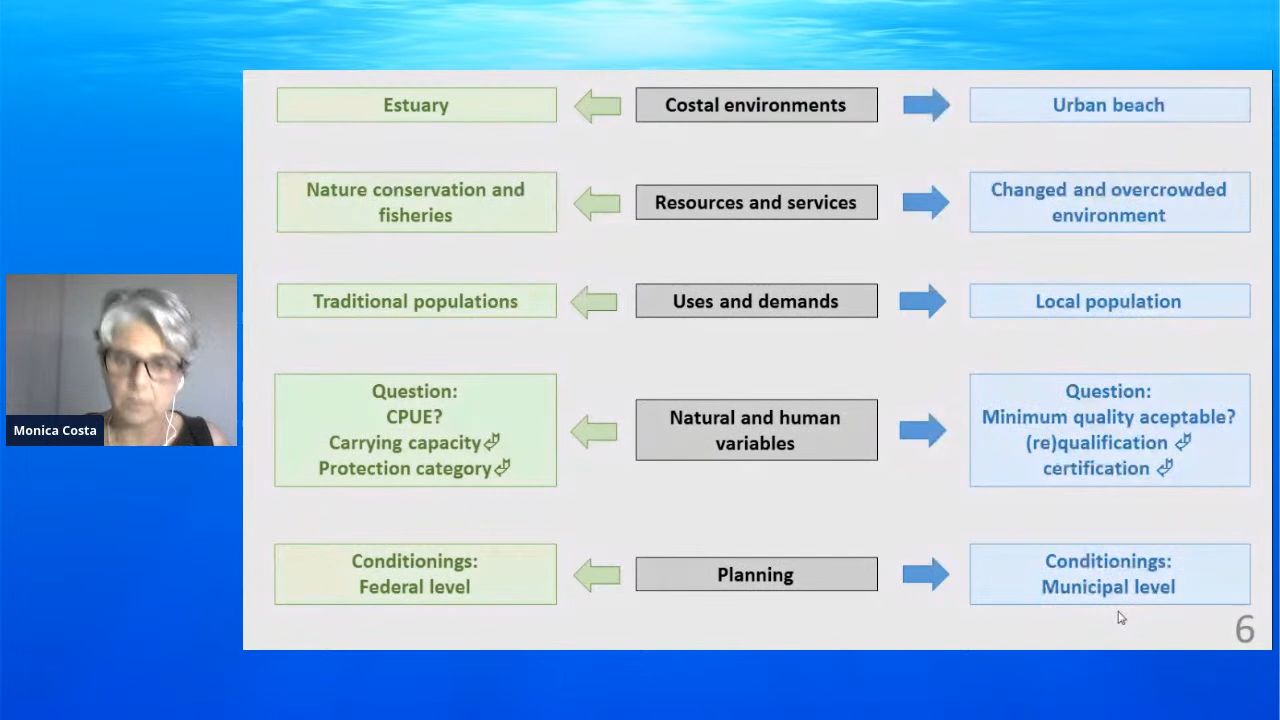 Estuary
Costal environments
Urban beach
Nature conservation and
fisheries
Resources and services
Changed and overcrowded
environment
Traditional populations
Uses and demands
Local population
Question:
CPUE?
Carrying capacity
Protection category
Natural and human
variables
Question:
Minimum quality aceptable?
(re)qualification
certification
Conditionings:
Federal level
Planning
Conditionings:
Municipal level
6
Monica Costa